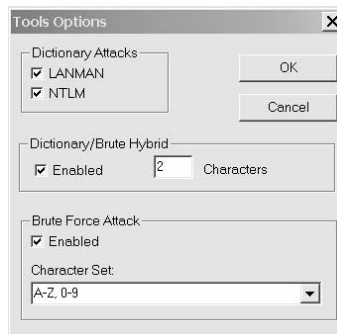 Tools Options
Dictionary Attacks
LANMAN
NTLM
OK
Cancel
Dictionary/Brute Hybrid
Enabled 2 Characters
Brute Force Attack
Enabled
Character Set:
A-Z, 0-9